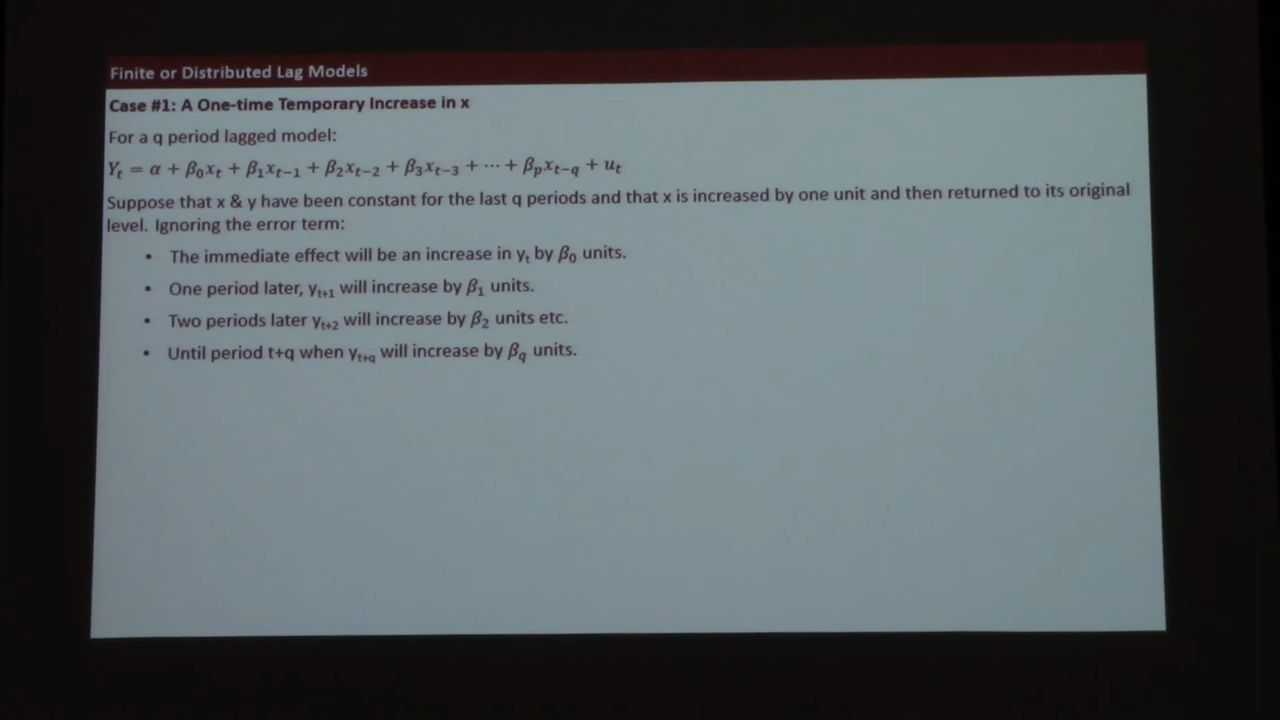 Finite or Distributed Lag Models
Case #1: A One-time Temporary Increase in x
For a q period lagged model:
Yₜ = α + β₀xₜ + β₁xₜ₋₁ + β₂xₜ₋₂ + β₃xₜ₋₃ + ⋯ + βₚxₜ₋q + uₜ
Suppose that x & y have been constant for the last q periods and that x is increased by one unit and then returned to its original
level. Ignoring the error term:
• The immediate effect will be an increase in yₜ by β₀ units.
• One period later, yₜ₊₁ will increase by β₁ units.
• Two periods later yₜ₊₂ will increase by β₂ units etc.
• Until period t+q when yₜ₊q will increase by βq units.